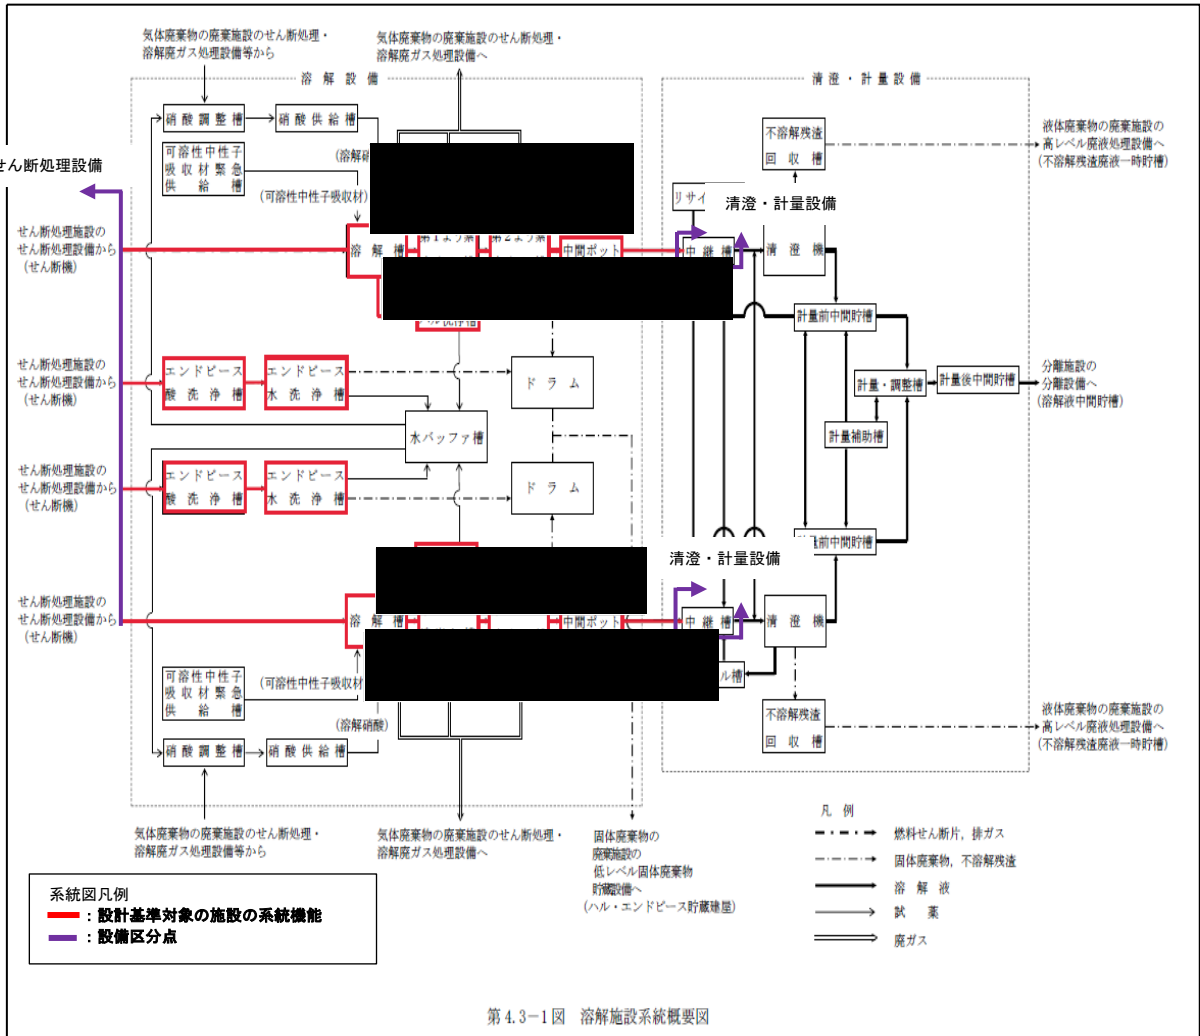 気体廃棄物の廃棄施設のせん断処理・
溶解廃ガス処理設備等から
気体廃棄物の廃棄施設のせん断処理・
溶解廃ガス処理設備へ
溶解設備
清澄・計量設備
硝酸調整槽
硝酸供給槽
可溶性中性子
吸収材緊急
供給槽
(可溶性中性子吸収材)
せん断処理設備
せん断処理施設の
せん断処理設備から
(せん断機)
溶解槽
中間ポット
清澄・計量設備
中継槽
清澄機
不溶解残渣
回収槽
液体廃棄物の廃棄施設の
高レベル廃液処理設備へ
(不溶解残渣廃液一時貯槽)
計量前中間貯槽
せん断処理施設の
せん断処理設備から
(せん断機)
エンドピース
酸洗浄槽
エンドピース
水洗浄槽
ドラム
計量・調整槽
計量後中間貯槽
分離施設の
分離設備へ
(溶解液中間貯槽)
水バッファ槽
計量補助槽
せん断処理施設の
せん断処理設備から
(せん断機)
エンドピース
酸洗浄槽
エンドピース
水洗浄槽
ドラム
清澄・計量設備
せん断処理施設の
せん断処理設備から
(せん断機)
溶解槽
中間ポット
中継槽
清澄機
可溶性中性子
吸収材緊急
供給槽
(可溶性中性子吸収材
(溶解硝酸)
硝酸調整槽
硝酸供給槽
不溶解残渣
回収槽
液体廃棄物の廃棄施設の
高レベル廃液処理設備へ
(不溶解残渣廃液一時貯槽)
気体廃棄物の廃棄施設のせん断処理・
溶解廃ガス処理設備等から
気体廃棄物の廃棄施設のせん断処理・
溶解廃ガス処理設備へ
固体廃棄物の
廃棄施設の
低レベル固体廃棄物
貯蔵設備へ
(ハル・エンドピース貯蔵建屋)
凡例
燃料せん断片，排ガス
固体廃棄物，不溶解残渣
溶解液
試薬
廃ガス
系統図凡例
：設計基準対象の施設の系統機能
：設備区分点
第4.3－1図 溶解施設系統概要図